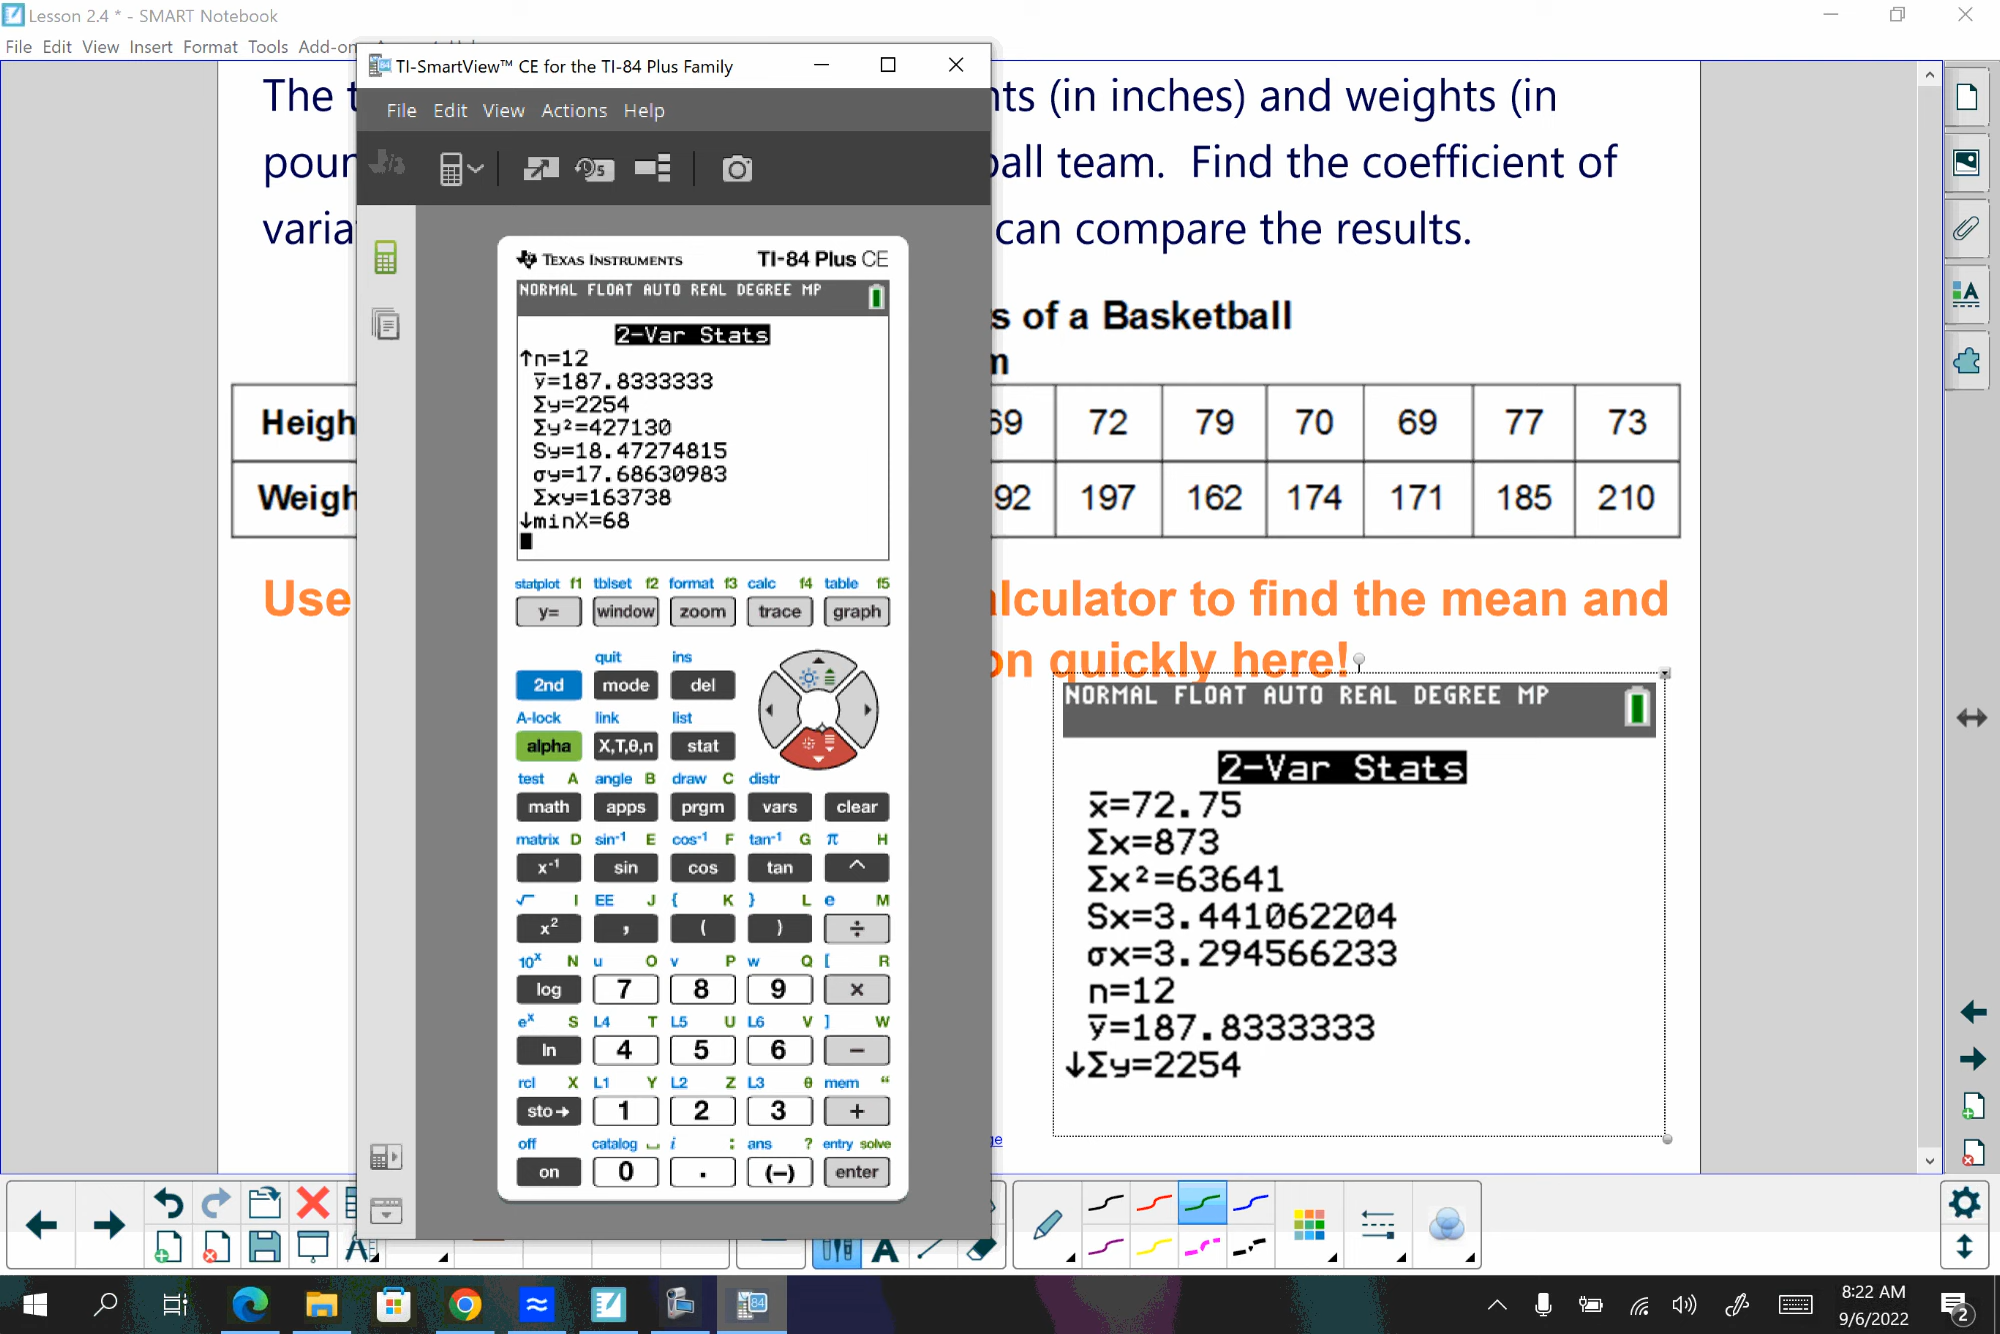 Lesson 2.4 * - SMART Notebook
File Edit View Insert Format Tools Add-on
TI-SmartView™ CE for the TI-84 Plus Family
File Edit View Actions Help
The t
nts (in inches) and weights (in
poun
ball team. Find the coefficient of
varia
can compare the results.
s of a Basketball
m
Heigh
69 72 79 70 69 77 73
Weigh
92 197 162 174 171 185 210
Use
alculator to find the mean and
on quickly here!
TEXAS INSTRUMENTS TI-84 Plus CE
NORMAL FLOAT AUTO REAL DEGREE MP
2-Var Stats
↑n=12
ȳ=187.8333333
Σy=2254
Σy²=427130
Sy=18.47274815
σy=17.68630983
Σxy=163738
↓minX=68
statplot f1 tblset f2 format f3 calc f4 table f5
y= window zoom trace graph
quit ins
2nd mode del
A-lock link list
alpha X,T,θ,n stat
test A angle B draw C distr
math apps prgm vars clear
matrix D sin⁻¹ E cos⁻¹ F tan⁻¹ G π H
x⁻¹ sin cos tan ^
√ I EE J { K } L e M
x² , ( ) ÷
10ˣ N u O v P w Q [ R
log 7 8 9 ×
eˣ S L4 T L5 U L6 V ] W
ln 4 5 6 −
rcl X L1 Y L2 Z L3 θ mem "
sto→ 1 2 3 +
off catalog ⎵ i : ans ? entry solve
on 0 . (−) enter
NORMAL FLOAT AUTO REAL DEGREE MP
2-Var Stats
x̄=72.75
Σx=873
Σx²=63641
Sx=3.441062204
σx=3.294566233
n=12
ȳ=187.8333333
↓Σy=2254
ge
8:22 AM
9/6/2022
2